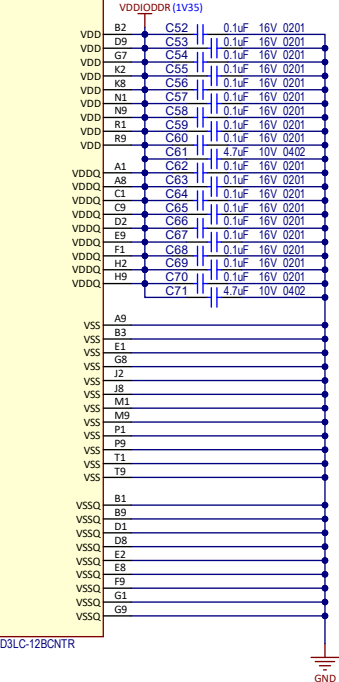 VDDIODDR (1V35)
VDD B2 C52 0.1uF 16V 0201
VDD D9 C53 0.1uF 16V 0201
VDD G7 C54 0.1uF 16V 0201
VDD K2 C55 0.1uF 16V 0201
VDD K8 C56 0.1uF 16V 0201
VDD N1 C57 0.1uF 16V 0201
VDD N9 C58 0.1uF 16V 0201
VDD R1 C59 0.1uF 16V 0201
VDD R9 C60 0.1uF 16V 0201
C61 4.7uF 10V 0402
VDDQ A1 C62 0.1uF 16V 0201
VDDQ A8 C63 0.1uF 16V 0201
VDDQ C1 C64 0.1uF 16V 0201
VDDQ C9 C65 0.1uF 16V 0201
VDDQ D2 C66 0.1uF 16V 0201
VDDQ E9 C67 0.1uF 16V 0201
VDDQ F1 C68 0.1uF 16V 0201
VDDQ H2 C69 0.1uF 16V 0201
VDDQ H9 C70 0.1uF 16V 0201
C71 4.7uF 10V 0402
VSS A9
VSS B3
VSS E1
VSS G8
VSS J2
VSS J8
VSS M1
VSS M9
VSS P1
VSS P9
VSS T1
VSS T9
VSSQ B1
VSSQ B9
VSSQ D1
VSSQ D8
VSSQ E2
VSSQ E8
VSSQ F9
VSSQ G1
VSSQ G9
D3LC-12BCNTR
GND